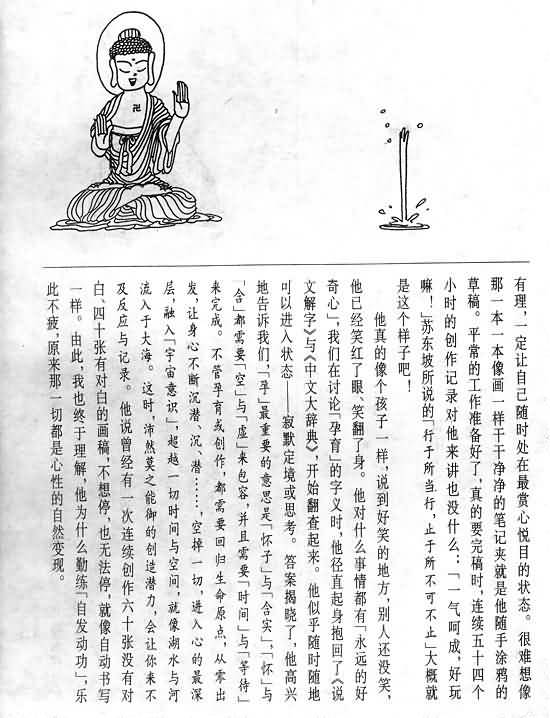 有理，一定让自己随时处在最赏心悦目的状态。很难想像
那一本一本像画一样干干净净的笔记夹就是他随手涂鸦的
草稿。平常的工作准备好了，真的要完稿时，连续五十四个
小时的创作记录对他来讲也没什么：「一气呵成，好玩
嘛！」苏东坡所说的「行于所当行，止于所不可不止」大概就
是这个样子吧！
他真的像个孩子一样，说到好笑的地方，别人还没笑，
他已经笑红了眼、笑翻了身。他对什么事情都有「永远的好
奇心」，我们在讨论「孕育」的字义时，他径直起身抱回了《说
文解字》与《中文大辞典》，开始翻查起来。他似乎随时随地
可以进入状态——寂默定境或思考。答案揭晓了，他高兴
地告诉我们，「孕」最重要的意思是「怀子」与「含实」，「怀」与
「含」都需要「空」与「虚」来包容，并且需要「时间」与「等待」
来完成。不管孕育或创作，都需要回归生命原点，从零出
发，让身心不断沉潜、沉、潜……，空掉一切，进入心的最深
层，融入「宇宙意识」，超越一切时间与空间，就像湖水与河
流入于大海。这时，沛然莫之能御的创造潜力，会让你来不
及反应与记录。他说曾经有一次连续创作六十张没有对
白、四十张有对白的画稿，不想停，也无法停，就像自动书写
一样。由此，我也终于理解，他为什么勤练「自发动功」，乐
此不疲，原来那一切都是心性的自然变现。
卍